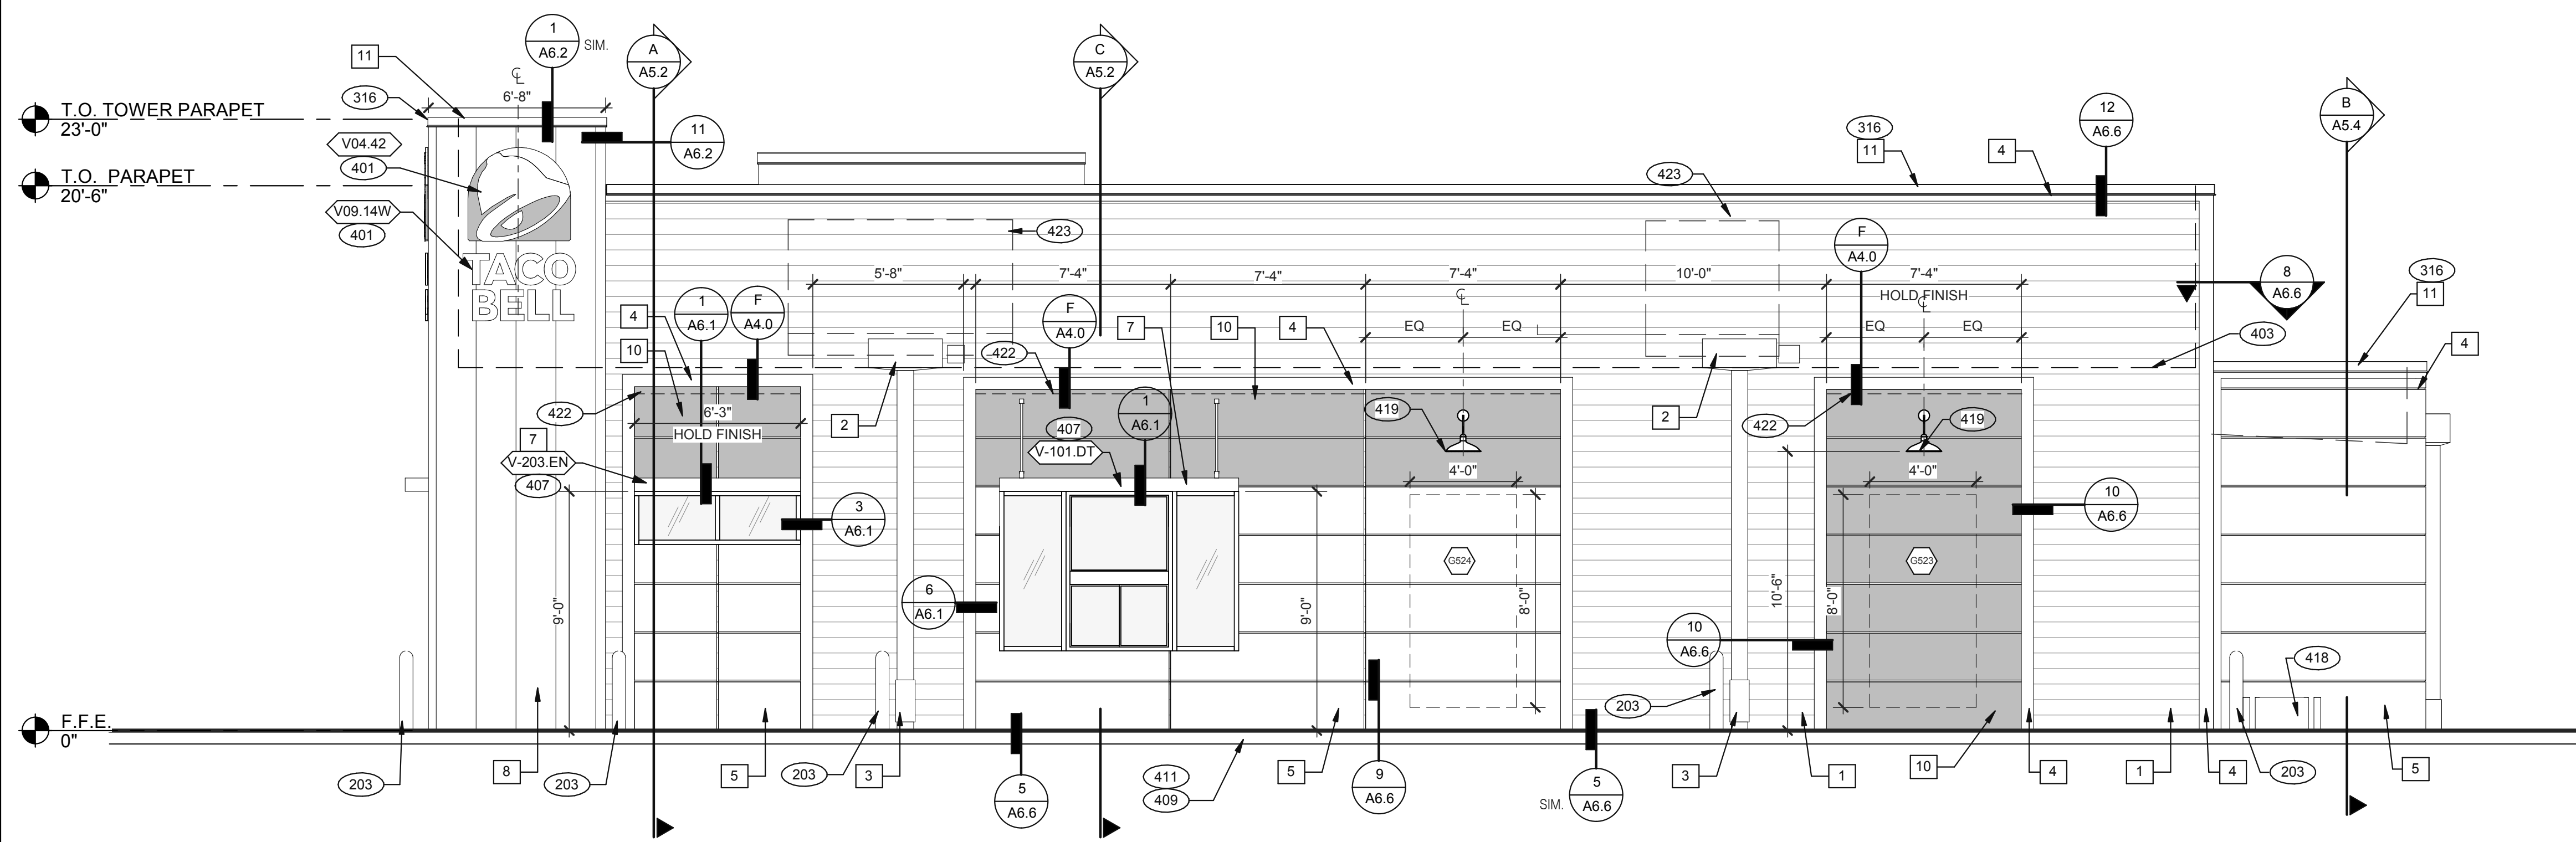 1
A6.2
SIM.
11
A
A5.2
C
A5.2
B
A5.4
12
A6.6
316
℄
6'-8"
T.O. TOWER PARAPET
23'-0"
11
A6.2
316
11
4
V04.42
401
T.O. PARAPET
20'-6"
423
V09.14W
401
423
F
A4.0
TACO
BELL
5'-8"
7'-4"
7'-4"
7'-4"
10'-0"
7'-4"
HOLD FINISH
8
A6.6
316
11
℄
℄
4
1
A6.1
F
A4.0
F
A4.0
7
10
4
EQ
EQ
EQ
EQ
403
4
10
422
2
2
422
6'-3"
HOLD FINISH
1
A6.1
419
419
422
407
V-101.DT
7
V-203.EN
407
4'-0"
4'-0"
3
A6.1
10
A6.6
G524
G523
9'-0"
6
A6.1
9'-0"
8'-0"
10'-6"
8'-0"
10
A6.6
418
203
F.F.E.
0"
203
8
203
5
203
3
5
A6.6
411
409
5
9
A6.6
SIM.
5
A6.6
3
1
10
4
1
4
203
5